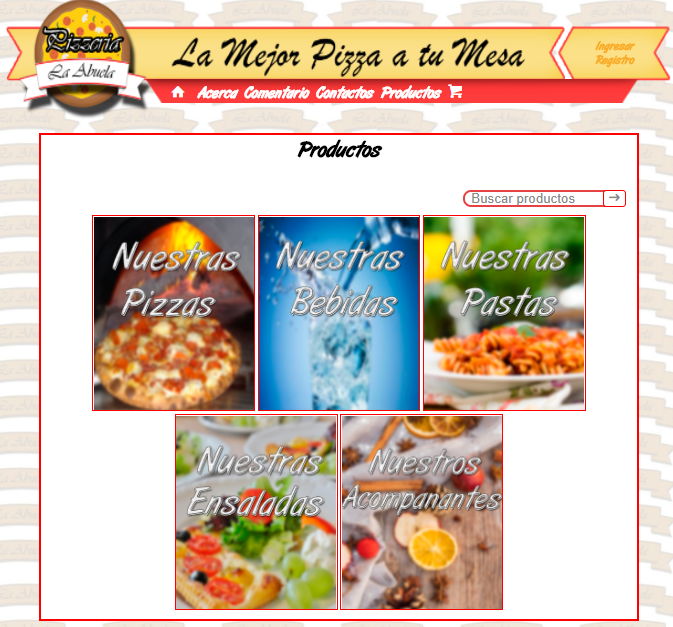 Pizzeria
La Abuela
La Mejor Pizza a tu Mesa
Ingresar
Registro
Acerca Comentario Contactos Productos
Productos
Buscar productos
Nuestras
Pizzas
Nuestras
Bebidas
Nuestras
Pastas
Nuestras
Ensaladas
Nuestros
Acompanantes